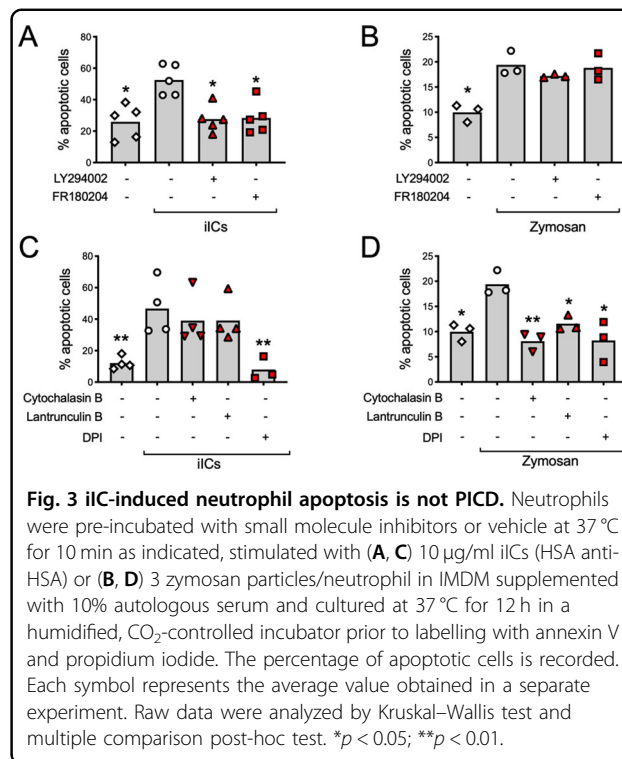 A
% apoptotic cells
80
60
40
20
0
*
*
*
LY294002 - - + -
FR180204 - - - +
iICs
B
% apoptotic cells
25
20
15
10
5
0
*
LY294002 - - + -
FR180204 - - - +
Zymosan
C
% apoptotic cells
80
60
40
20
0
**
**
Cytochalasin B - - + - -
Lantrunculin B - - - + -
DPI - - - - +
iICs
D
% apoptotic cells
25
20
15
10
5
0
*
**
*
*
Cytochalasin B - - + - -
Lantrunculin B - - - + -
DPI - - - - +
Zymosan
Fig. 3 iIC-induced neutrophil apoptosis is not PICD. Neutrophils
were pre-incubated with small molecule inhibitors or vehicle at 37 °C
for 10 min as indicated, stimulated with (A, C) 10 μg/ml iICs (HSA anti-
HSA) or (B, D) 3 zymosan particles/neutrophil in IMDM supplemented
with 10% autologous serum and cultured at 37 °C for 12 h in a
humidified, CO₂-controlled incubator prior to labelling with annexin V
and propidium iodide. The percentage of apoptotic cells is recorded.
Each symbol represents the average value obtained in a separate
experiment. Raw data were analyzed by Kruskal–Wallis test and
multiple comparison post-hoc test. *p < 0.05; **p < 0.01.